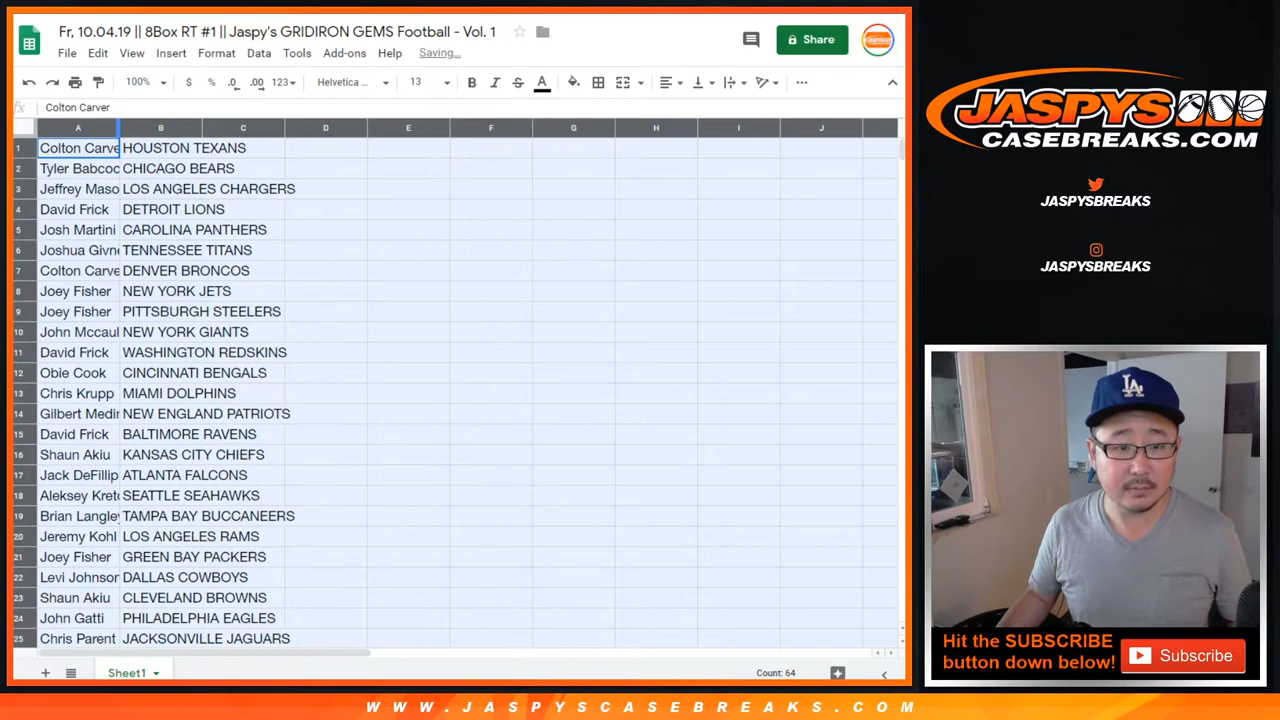 Fr, 10.04.19 || 8Box RT #1 || Jaspy's GRIDIRON GEMS Football - Vol. 1
File Edit View Insert Format Data Tools Add-ons Help Saving...
Share
100% $ % .0 .00 123 Helvetica ... 13 B I S A
fx Colton Carver
A B C D E F G H I J
1 Colton Carve HOUSTON TEXANS
2 Tyler Babcoc CHICAGO BEARS
3 Jeffrey Maso LOS ANGELES CHARGERS
4 David Frick DETROIT LIONS
5 Josh Martini CAROLINA PANTHERS
6 Joshua Givne TENNESSEE TITANS
7 Colton Carve DENVER BRONCOS
8 Joey Fisher NEW YORK JETS
9 Joey Fisher PITTSBURGH STEELERS
10 John Mccaul NEW YORK GIANTS
11 David Frick WASHINGTON REDSKINS
12 Obie Cook CINCINNATI BENGALS
13 Chris Krupp MIAMI DOLPHINS
14 Gilbert Medin NEW ENGLAND PATRIOTS
15 David Frick BALTIMORE RAVENS
16 Shaun Akiu KANSAS CITY CHIEFS
17 Jack DeFillip ATLANTA FALCONS
18 Aleksey Kreto SEATTLE SEAHAWKS
19 Brian Langley TAMPA BAY BUCCANEERS
20 Jeremy Kohl LOS ANGELES RAMS
21 Joey Fisher GREEN BAY PACKERS
22 Levi Johnson DALLAS COWBOYS
23 Shaun Akiu CLEVELAND BROWNS
24 John Gatti PHILADELPHIA EAGLES
25 Chris Parent JACKSONVILLE JAGUARS
Sheet1
Count: 64
JASPYS
CASEBREAKS.COM
JASPYSBREAKS
JASPYSBREAKS
LA
Hit the SUBSCRIBE
button down below!
Subscribe
WWW.JASPYSCASEBREAKS.COM